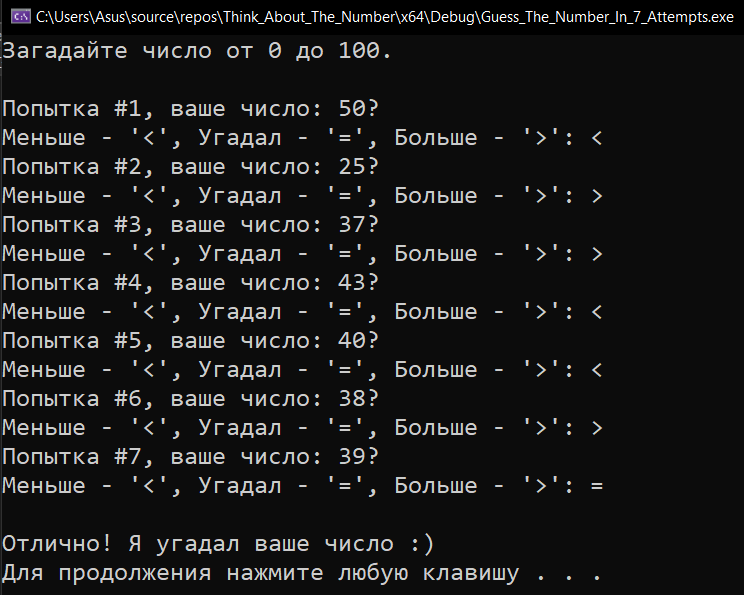 C:\Users\Asus\source\repos\Think_About_The_Number\x64\Debug\Guess_The_Number_In_7_Attempts.exe
Загадайте число от 0 до 100.
Попытка #1, ваше число: 50?
Меньше - '<', Угадал - '=', Больше - '>': <
Попытка #2, ваше число: 25?
Меньше - '<', Угадал - '=', Больше - '>': >
Попытка #3, ваше число: 37?
Меньше - '<', Угадал - '=', Больше - '>': >
Попытка #4, ваше число: 43?
Меньше - '<', Угадал - '=', Больше - '>': <
Попытка #5, ваше число: 40?
Меньше - '<', Угадал - '=', Больше - '>': <
Попытка #6, ваше число: 38?
Меньше - '<', Угадал - '=', Больше - '>': >
Попытка #7, ваше число: 39?
Меньше - '<', Угадал - '=', Больше - '>': =
Отлично! Я угадал ваше число :)
Для продолжения нажмите любую клавишу . . .